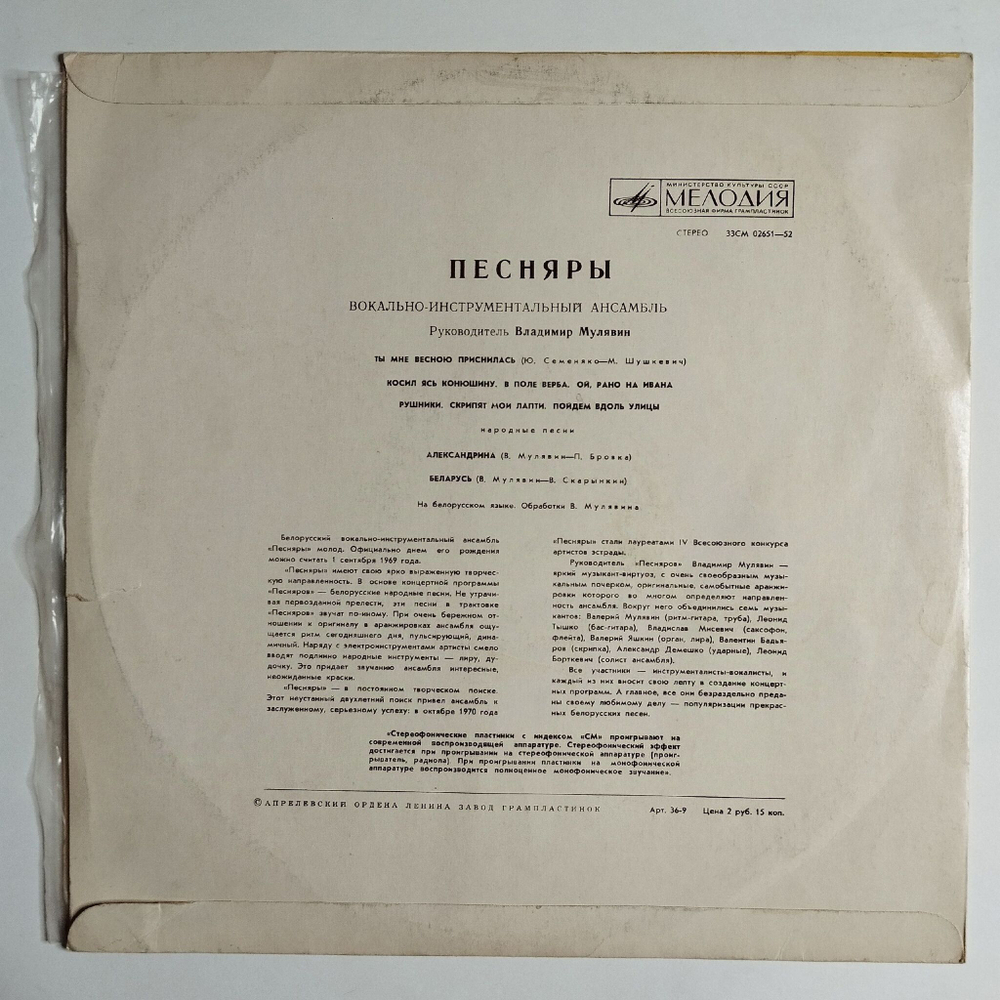 МИНИСТЕРСТВО КУЛЬТУРЫ СССР
МЕЛОДИЯ
ВСЕСОЮЗНАЯ ФИРМА ГРАМПЛАСТИНОК
СТЕРЕО 33СМ 02651—52
ПЕСНЯРЫ
ВОКАЛЬНО-ИНСТРУМЕНТАЛЬНЫЙ АНСАМБЛЬ
Руководитель Владимир Мулявин
ТЫ МНЕ ВЕСНОЮ ПРИСНИЛАСЬ (Ю. Семеняко—М. Шушкевич)
КОСИЛ ЯСЬ КОНЮШИНУ. В ПОЛЕ ВЕРБА. ОЙ, РАНО НА ИВАНА
РУШНИКИ. СКРИПЯТ МОИ ЛАПТИ. ПОЙДЕМ ВДОЛЬ УЛИЦЫ
народные песни
АЛЕКСАНДРИНА (В. Мулявин—П. Бровка)
БЕЛАРУСЬ (В. Мулявин—В. Скарынкин)
На белорусском языке. Обработки В. Мулявина
Белорусский вокально-инструментальный ансамбль
«Песняры» молод. Официально днем его рождения
можно считать 1 сентября 1969 года.
«Песняры» имеют свою ярко выраженную творчес-
кую направленность. В основе концертной программы
«Песняров» — белорусские народные песни. Не утрачи-
вая первозданной прелести, эти песни в трактовке
«Песняров» звучат по-иному. При очень бережном от-
ношении к оригиналу в аранжировках ансамбля ощу-
щается ритм сегодняшнего дня, пульсирующий, дина-
мичный. Наряду с электроинструментами артисты смело
вводят подлинно народные инструменты — лиру, ду-
дочку. Это придает звучанию ансамбля интересные,
неожиданные краски.
«Песняры» — в постоянном творческом поиске.
Этот неустанный двухлетний поиск привел ансамбль к
заслуженному, серьезному успеху: в октябре 1970 года
«Песняры» стали лауреатами IV Всесоюзного конкурса
артистов эстрады.
Руководитель «Песняров» Владимир Мулявин —
яркий музыкант-виртуоз, с очень своеобразным музы-
кальным почерком, оригинальные, самобытные аранжи-
ровки которого во многом определяют направлен-
ность ансамбля. Вокруг него объединились семь музы-
кантов: Валерий Мулявин (ритм-гитара, труба), Леонид
Тышко (бас-гитара), Владислав Мисевич (саксофон,
флейта), Валерий Яшкин (орган, лира), Валентин Бадья-
ров (скрипка), Александр Демешко (ударные), Леонид
Борткевич (солист ансамбля).
Все участники — инструменталисты-вокалисты, и
каждый из них вносит свою лепту в создание концерт-
ных программ. А главное, все они безраздельно преда-
ны своему любимому делу — популяризации прекрас-
ных белорусских песен.
«Стереофонические пластинки с индексом «СМ» проигрывают на
современной воспроизводящей аппаратуре. Стереофонический эффект
достигается при проигрывании на стереофонической аппаратуре (проиг-
рыватель, радиола). При проигрывании пластинки на монофонической
аппаратуре воспроизводится полноценное монофоническое звучание».
© АПРЕЛЕВСКИЙ ОРДЕНА ЛЕНИНА ЗАВОД ГРАМПЛАСТИНОК Арт. 36-9 Цена 2 руб. 15 коп.